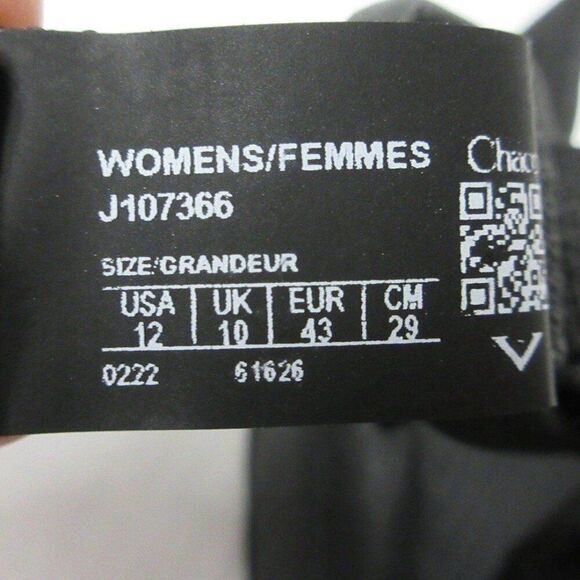 WOMENS/FEMMES
J107366
SIZE/GRANDEUR
USA UK EUR CM
12 10 43 29
0222 61626